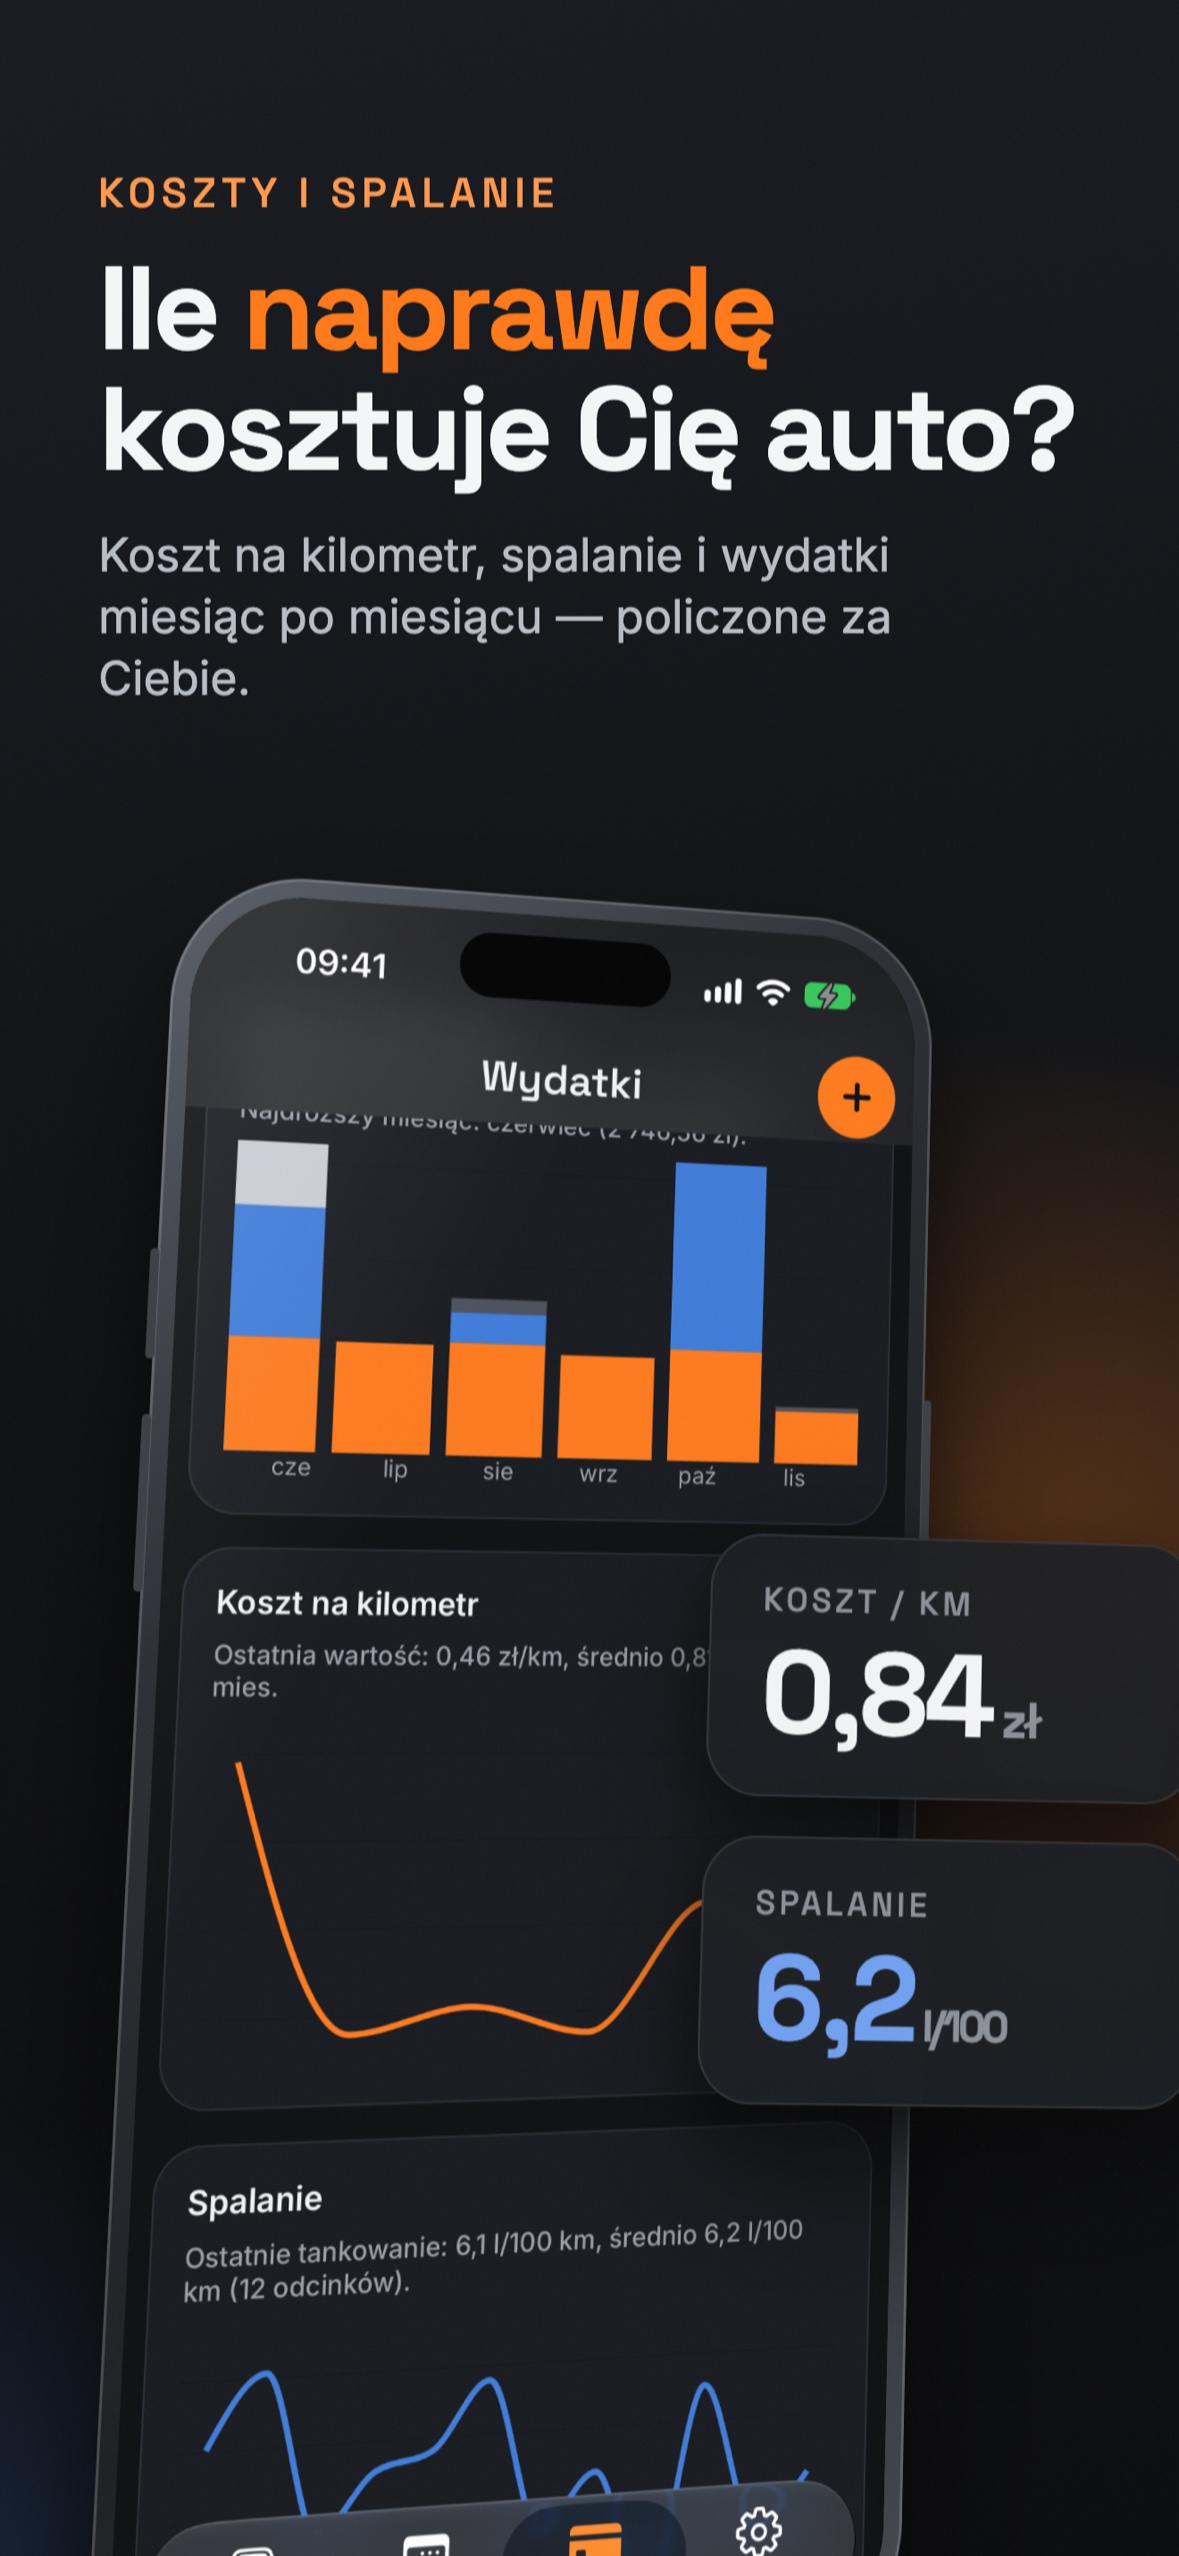 KOSZTY I SPALANIE
Ile naprawdę
kosztuje Cię auto?
Koszt na kilometr, spalanie i wydatki
miesiąc po miesiącu — policzone za
Ciebie.
09:41
Wydatki
+
Najdroższy miesiąc: czerwiec
cze lip sie wrz paź lis
Koszt na kilometr
Ostatnia wartość: 0,46 zł/km, średnio
mies.
KOSZT / KM
0,84 zł
SPALANIE
6,2 l/100
Spalanie
Ostatnie tankowanie: 6,1 l/100 km, średnio 6,2 l/100
km (12 odcinków).